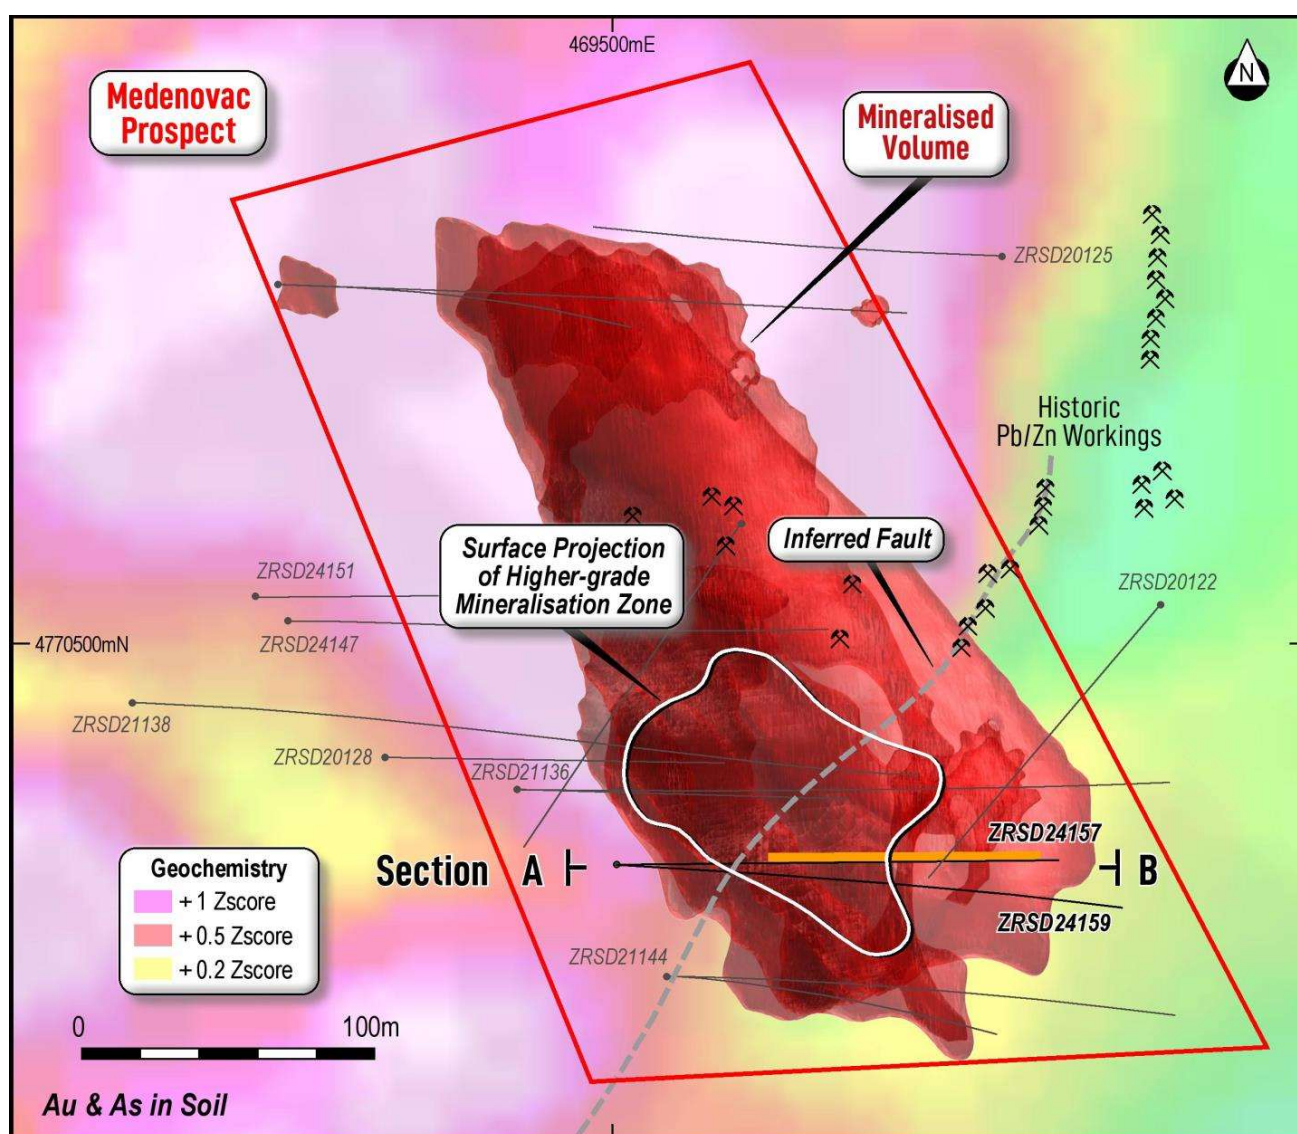 469500mE
N
Medenovac
Prospect
Mineralised
Volume
ZRSD20125
Historic
Pb/Zn Workings
Surface Projection
of Higher-grade
Mineralisation Zone
Inferred Fault
ZRSD24151
ZRSD20122
4770500mN
ZRSD24147
ZRSD21138
ZRSD20128
ZRSD21136
ZRSD24157
Section A
B
ZRSD24159
Geochemistry
+ 1 Zscore
+ 0.5 Zscore
+ 0.2 Zscore
ZRSD21144
0 100m
Au & As in Soil